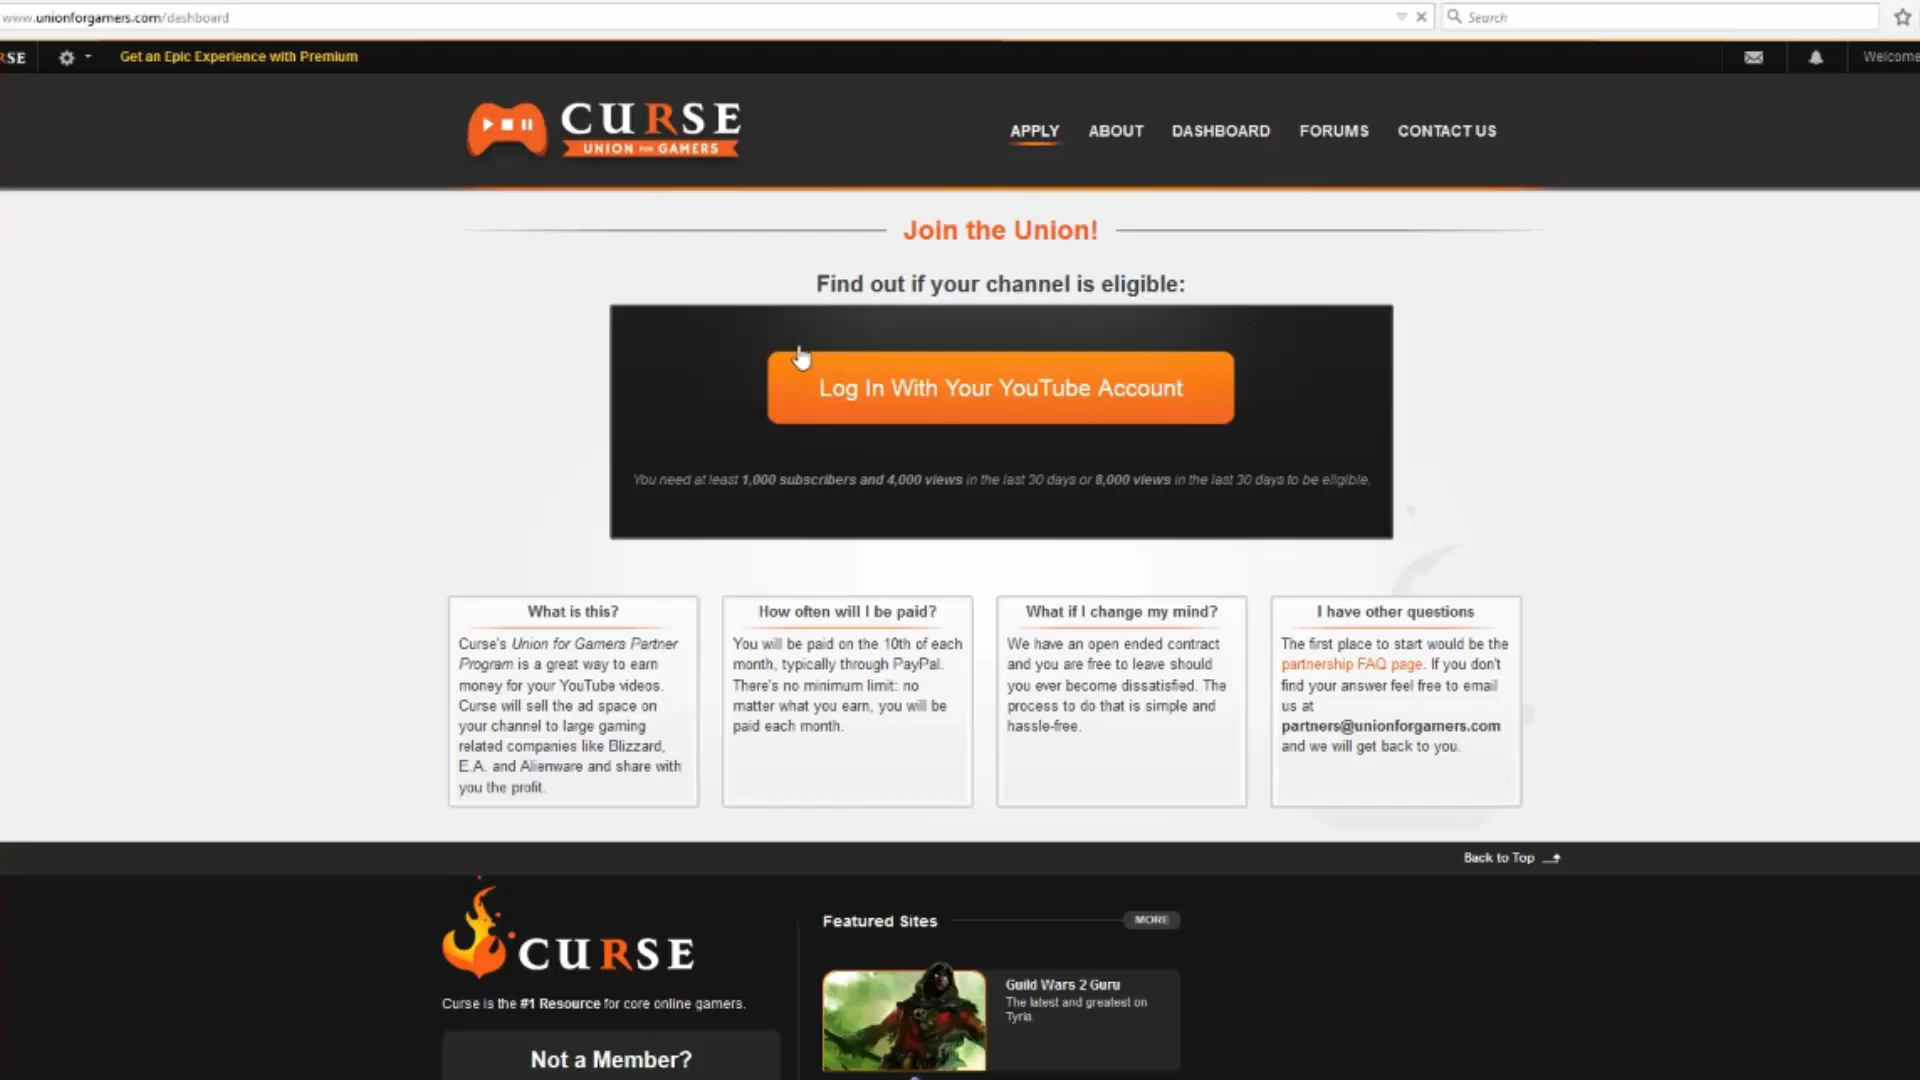 www.unionforgamers.com/dashboard
Search
RSE
Get an Epic Experience with Premium
Welcome
CURSE
UNION FOR GAMERS
APPLY
ABOUT
DASHBOARD
FORUMS
CONTACT US
Join the Union!
Find out if your channel is eligible:
Log In With Your YouTube Account
You need at least 1,000 subscribers and 4,000 views in the last 30 days or 8,000 views in the last 30 days to be eligible.
What is this?
Curse's Union for Gamers Partner
Program is a great way to earn
money for your YouTube videos.
Curse will sell the ad space on
your channel to large gaming
related companies like Blizzard,
E.A. and Alienware and share with
you the profit.
How often will I be paid?
You will be paid on the 10th of each
month, typically through PayPal.
There's no minimum limit: no
matter what you earn, you will be
paid each month.
What if I change my mind?
We have an open ended contract
and you are free to leave should
you ever become dissatisfied. The
process to do that is simple and
hassle-free.
I have other questions
The first place to start would be the
partnership FAQ page. If you don't
find your answer feel free to email
us at
partners@unionforgamers.com
and we will get back to you.
Back to Top
CURSE
Curse is the #1 Resource for core online gamers.
Not a Member?
Featured Sites
MORE
Guild Wars 2 Guru
The latest and greatest on
Tyria.